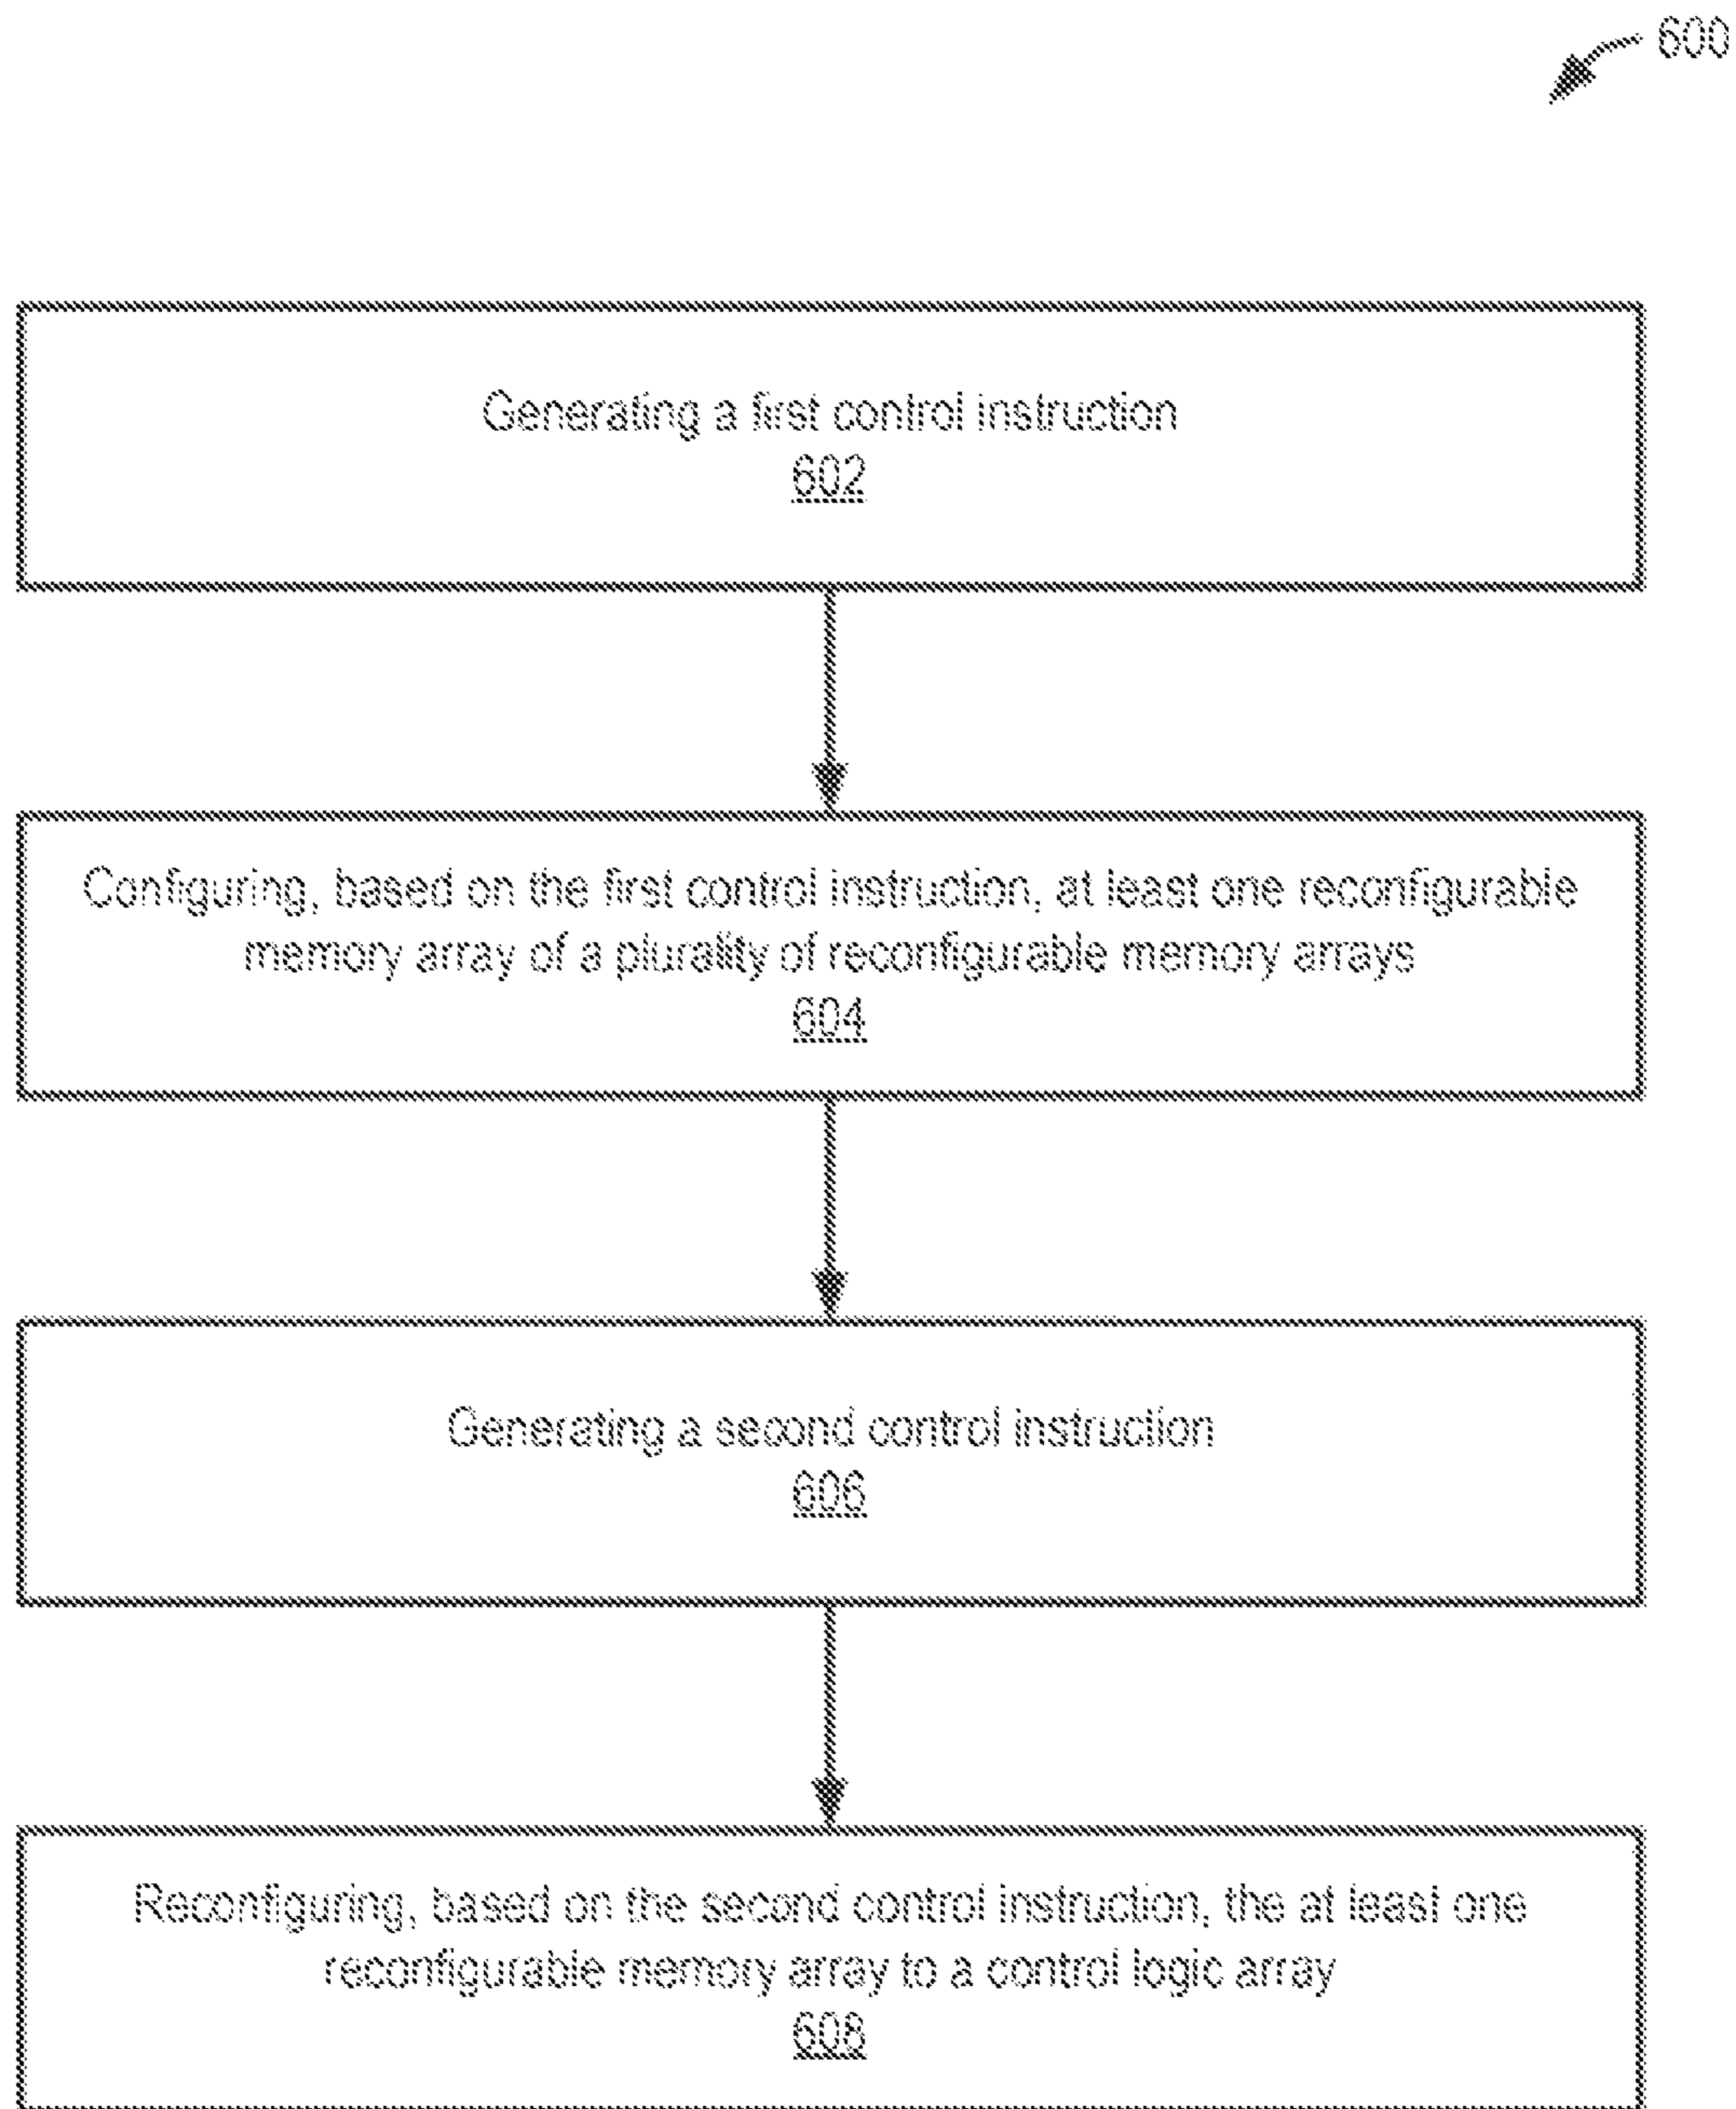 600
Generating a first control instruction
602
Configuring, based on the first control instruction, at least one reconfigurable
memory array of a plurality of reconfigurable memory arrays
604
Generating a second control instruction
606
Reconfiguring, based on the second control instruction, the at least one
reconfigurable memory array to a control logic array
608